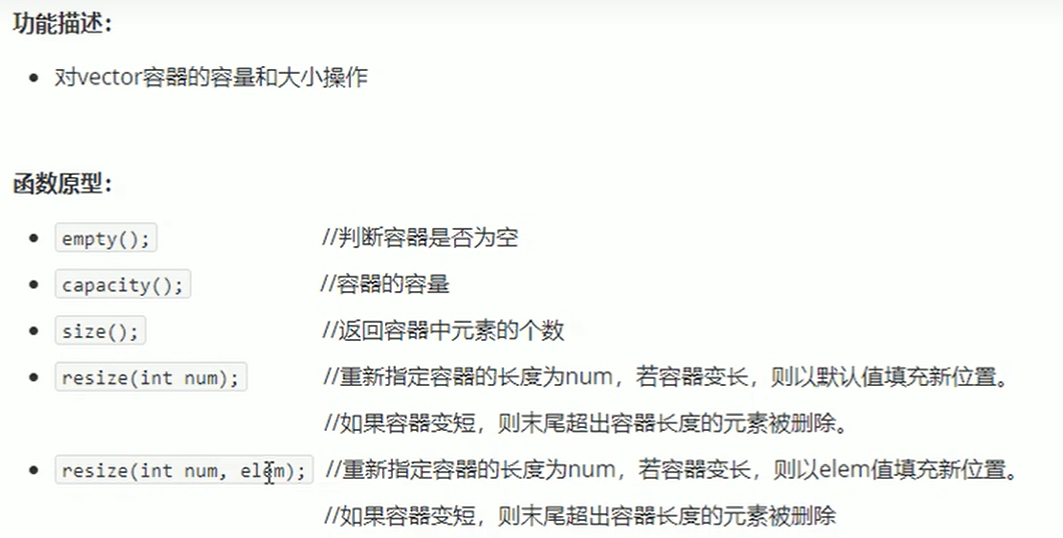 功能描述：
对vector容器的容量和大小操作
函数原型：
empty(); //判断容器是否为空
capacity(); //容器的容量
size(); //返回容器中元素的个数
resize(int num); //重新指定容器的长度为num，若容器变长，则以默认值填充新位置。
//如果容器变短，则末尾超出容器长度的元素被删除。
resize(int num, elem); //重新指定容器的长度为num，若容器变长，则以elem值填充新位置。
//如果容器变短，则末尾超出容器长度的元素被删除